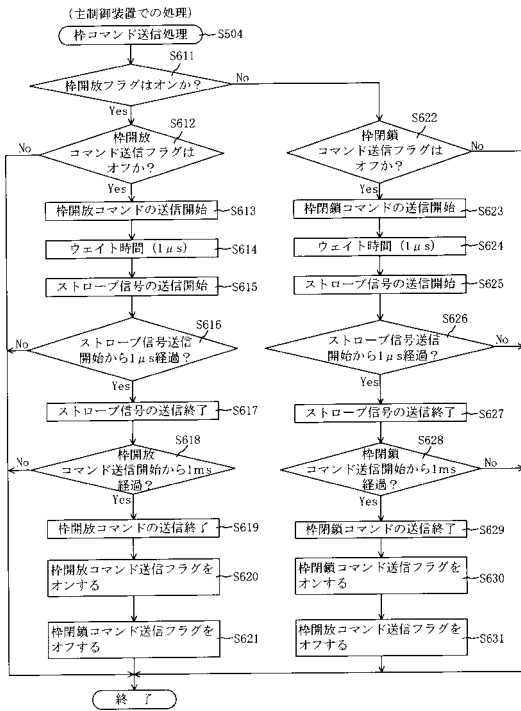 (主制御装置での処理)
枠コマンド送信処理
S504
S611
枠開放フラグはオンか?
No
Yes
S612
枠開放
コマンド送信フラグは
オフか?
No
Yes
枠開放コマンドの送信開始
S613
ウェイト時間(1μs)
S614
ストローブ信号の送信開始
S615
S616
ストローブ信号送信
開始から1μs経過?
No
Yes
ストローブ信号の送信終了
S617
S618
枠開放
コマンド送信開始から1ms
経過?
No
Yes
枠開放コマンドの送信終了
S619
枠開放コマンド送信フラグを
オンする
S620
枠閉鎖コマンド送信フラグを
オフする
S621
終 了
S622
枠閉鎖
コマンド送信フラグは
オフか?
No
Yes
枠閉鎖コマンドの送信開始
S623
ウェイト時間(1μs)
S624
ストローブ信号の送信開始
S625
S626
ストローブ信号送信
開始から1μs経過?
No
Yes
ストローブ信号の送信終了
S627
S628
枠閉鎖
コマンド送信開始から1ms
経過?
No
Yes
枠閉鎖コマンドの送信終了
S629
枠閉鎖コマンド送信フラグを
オンする
S630
枠開放コマンド送信フラグを
オフする
S631